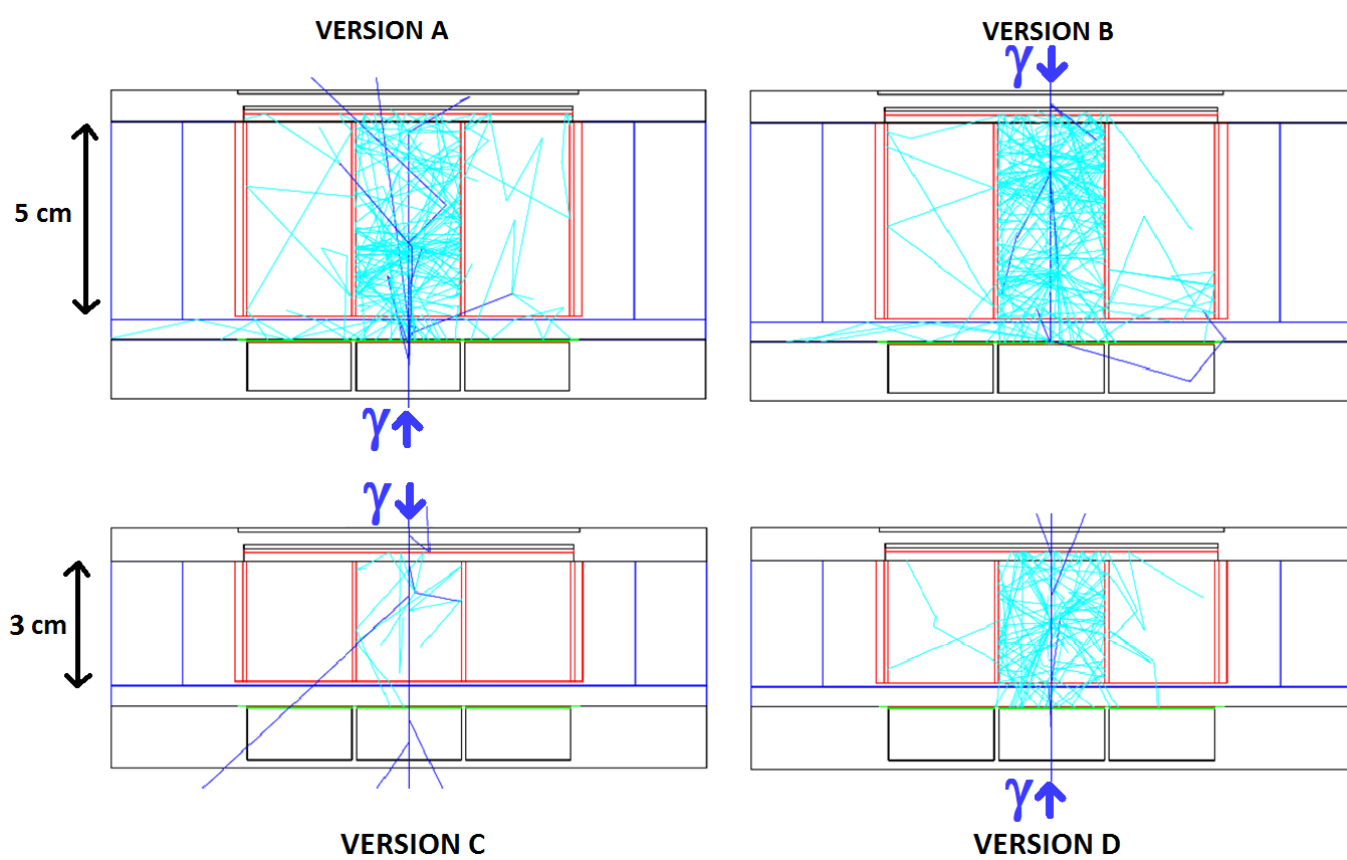 VERSION A
VERSION B
γ
5 cm
γ
γ
3 cm
γ
VERSION C
VERSION D